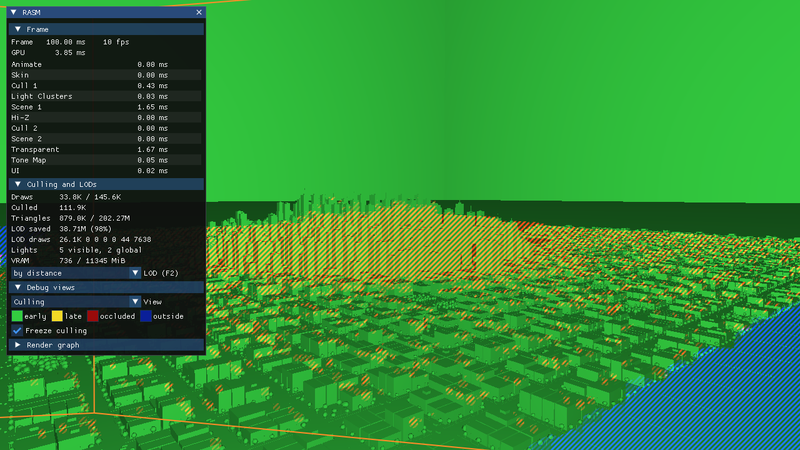 RASM
Frame
Frame 100.00 ms 10 fps
GPU 3.85 ms
Animate 0.00 ms
Skin 0.00 ms
Cull 1 0.43 ms
Light Clusters 0.03 ms
Scene 1 1.65 ms
Hi-Z 0.00 ms
Cull 2 0.00 ms
Scene 2 0.00 ms
Transparent 1.67 ms
Tone Map 0.05 ms
UI 0.02 ms
Culling and LODs
Draws 33.8K / 145.6K
Culled 111.9K
Triangles 879.0K / 202.27M
LOD saved 38.71M (98%)
LOD draws 26.1K 0 0 0 0 44 7638
Lights 5 visible, 2 global
VRAM 736 / 11345 MiB
by distance LOD (F2)
Debug views
Culling View
early late occluded outside
Freeze culling
Render graph